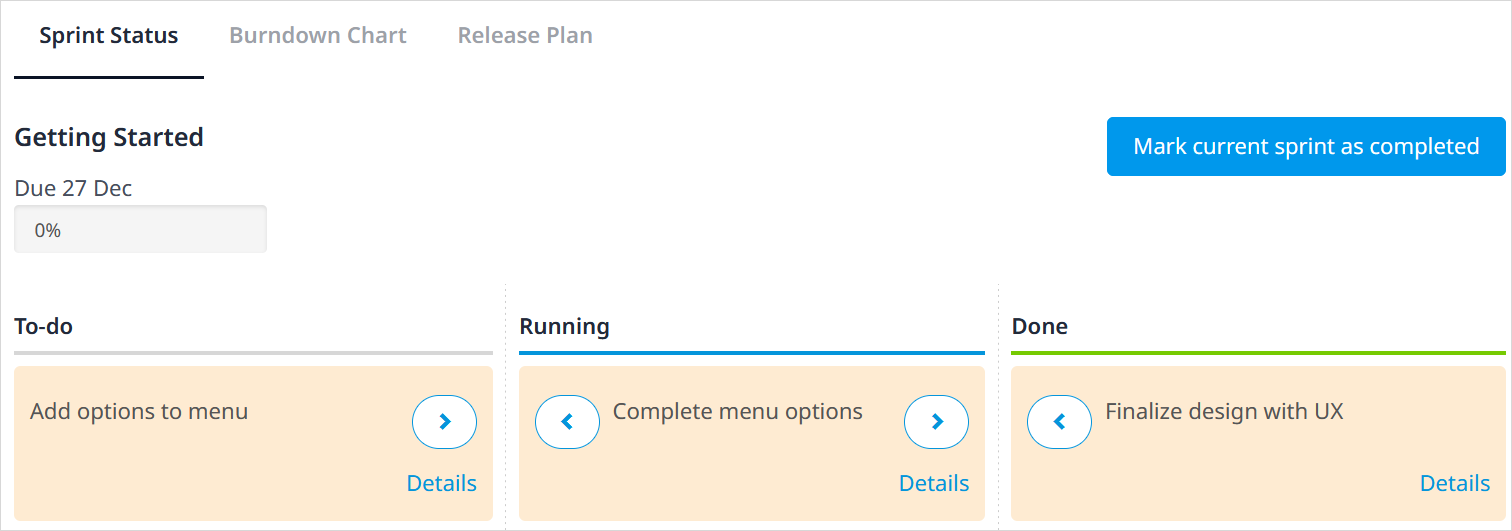 Sprint Status Burndown Chart Release Plan
Getting Started
Mark current sprint as completed
Due 27 Dec
0%
To-do
Running
Done
Add options to menu
Details
Complete menu options
Details
Finalize design with UX
Details